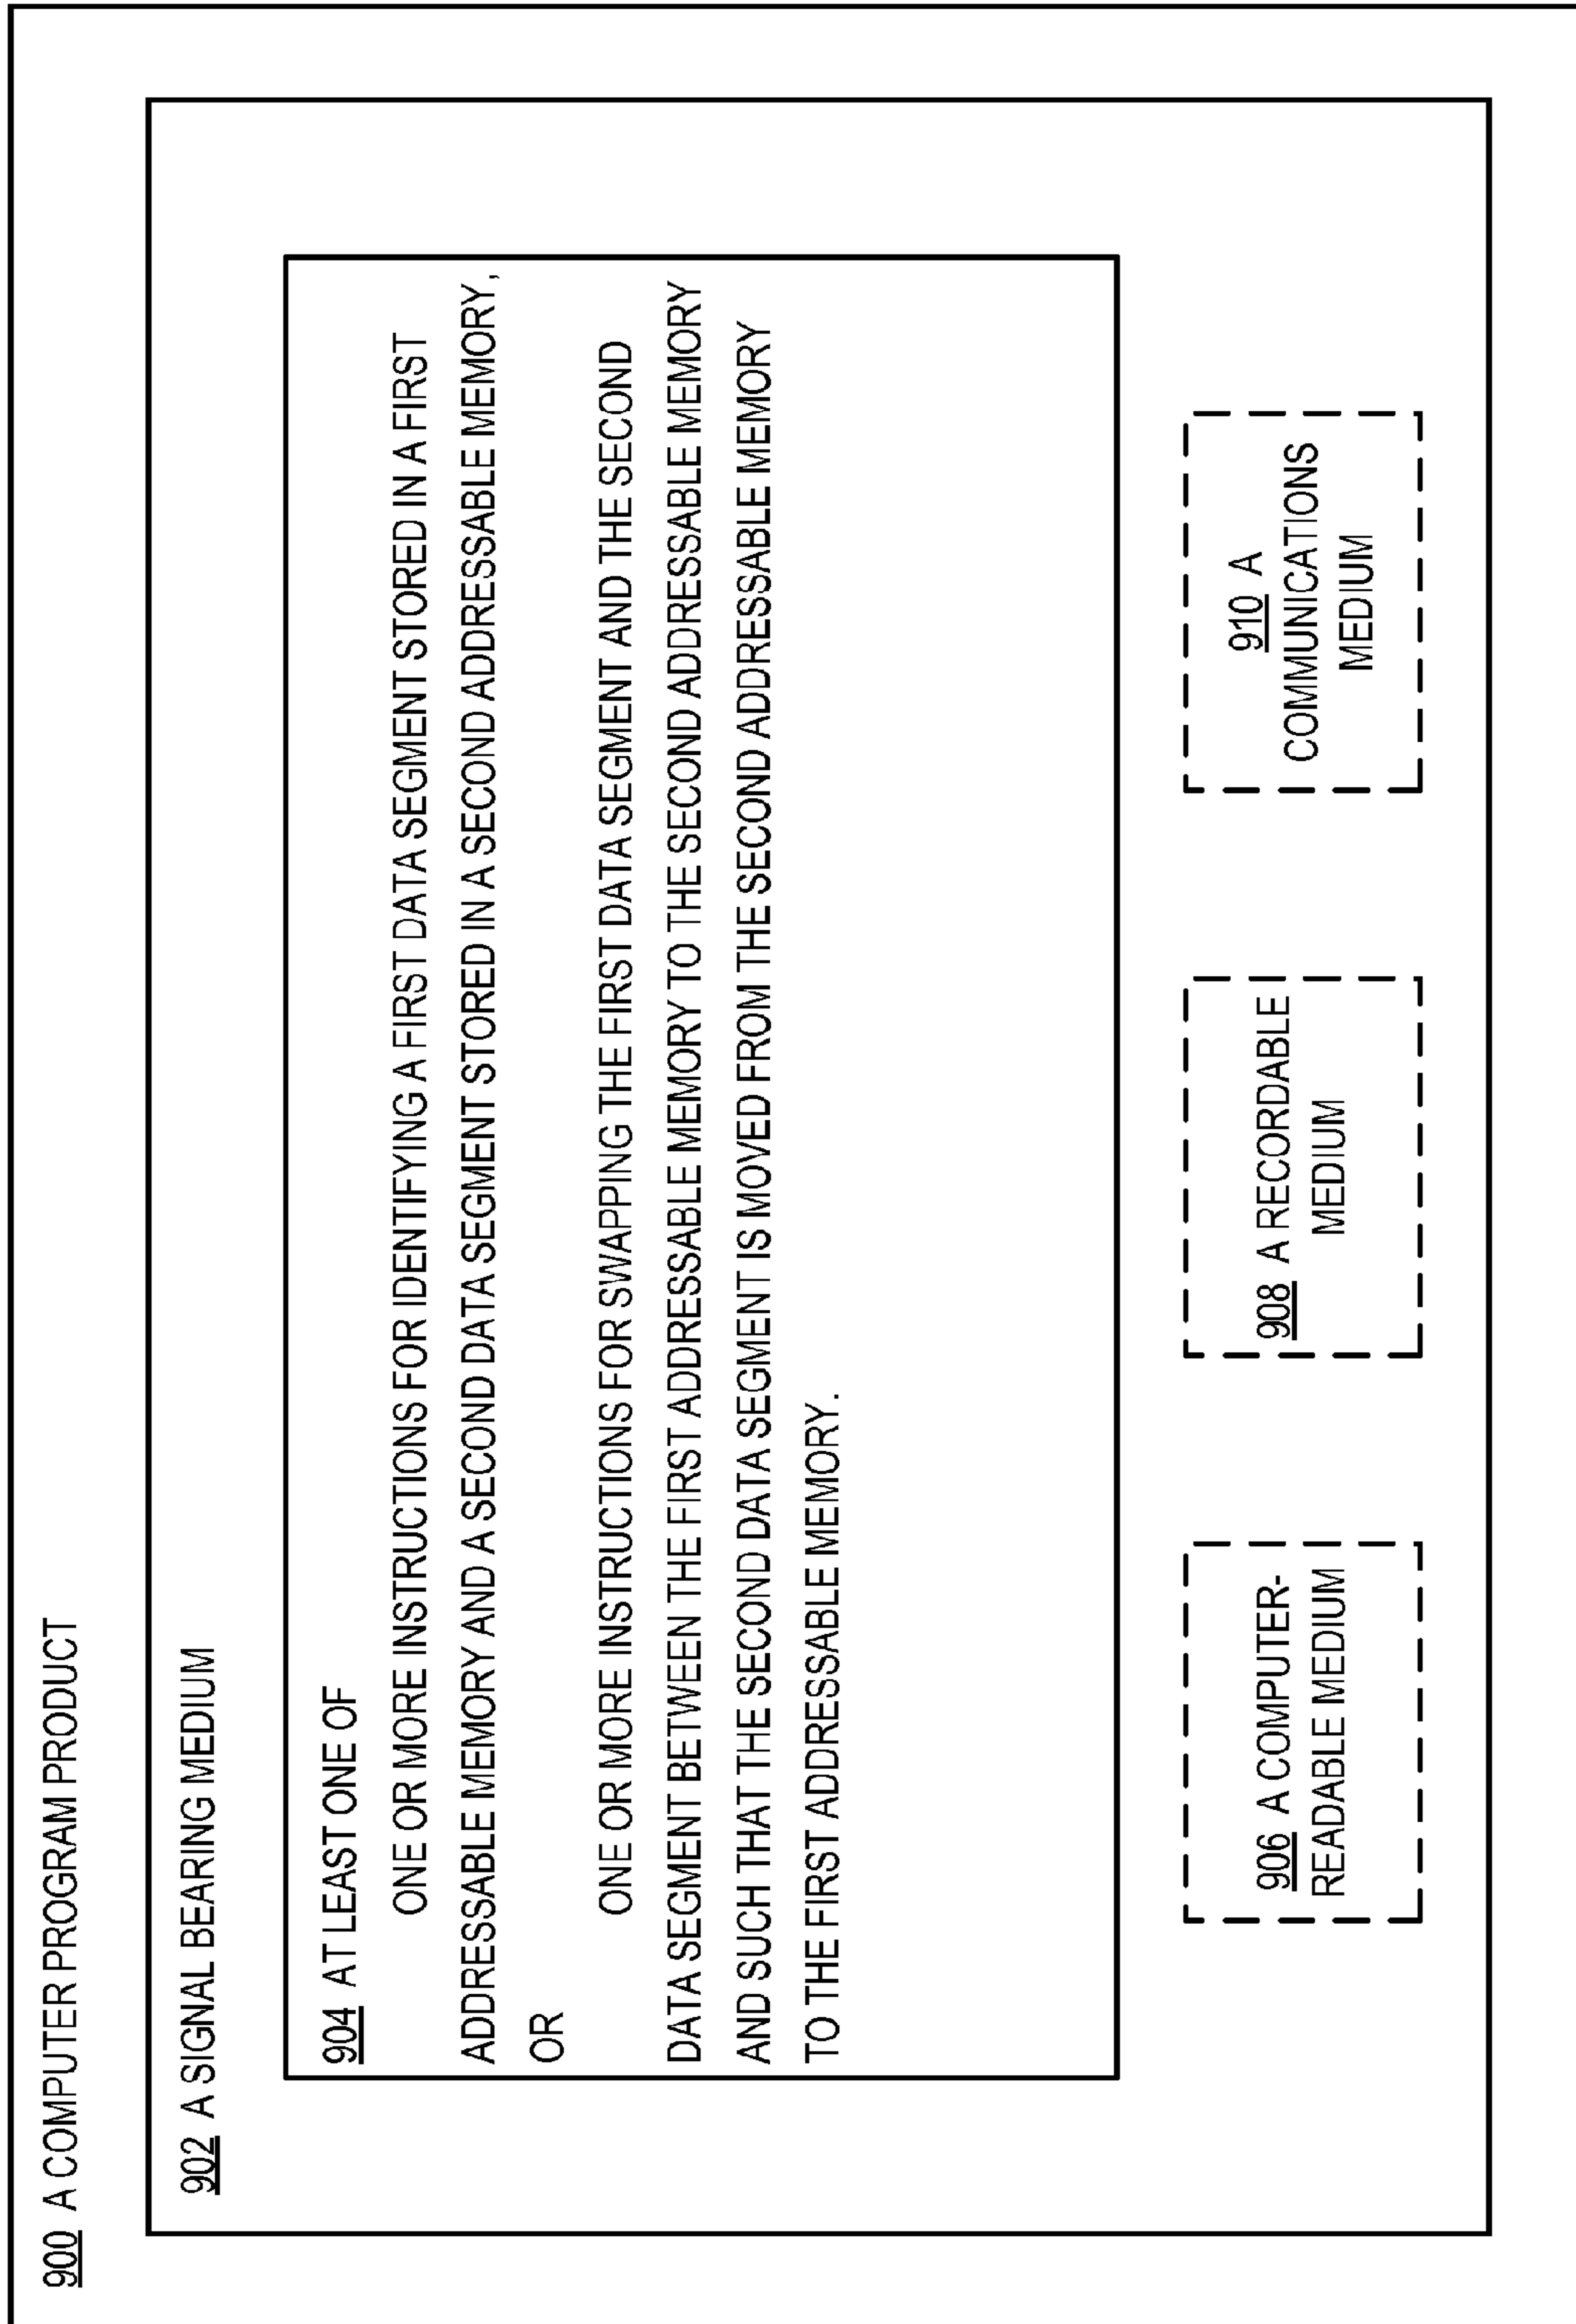 900 A COMPUTER PROGRAM PRODUCT
902 A SIGNAL BEARING MEDIUM
904 AT LEAST ONE OF
ONE OR MORE INSTRUCTIONS FOR IDENTIFYING A FIRST DATA SEGMENT STORED IN A FIRST
ADDRESSABLE MEMORY AND A SECOND DATA SEGMENT STORED IN A SECOND ADDRESSABLE MEMORY,
OR
ONE OR MORE INSTRUCTIONS FOR SWAPPING THE FIRST DATA SEGMENT AND THE SECOND
DATA SEGMENT BETWEEN THE FIRST ADDRESSABLE MEMORY TO THE SECOND ADDRESSABLE MEMORY
AND SUCH THAT THE SECOND DATA SEGMENT IS MOVED FROM THE SECOND ADDRESSABLE MEMORY
TO THE FIRST ADDRESSABLE MEMORY.
906 A COMPUTER-
READABLE MEDIUM
908 A RECORDABLE
MEDIUM
910 A
COMMUNICATIONS
MEDIUM